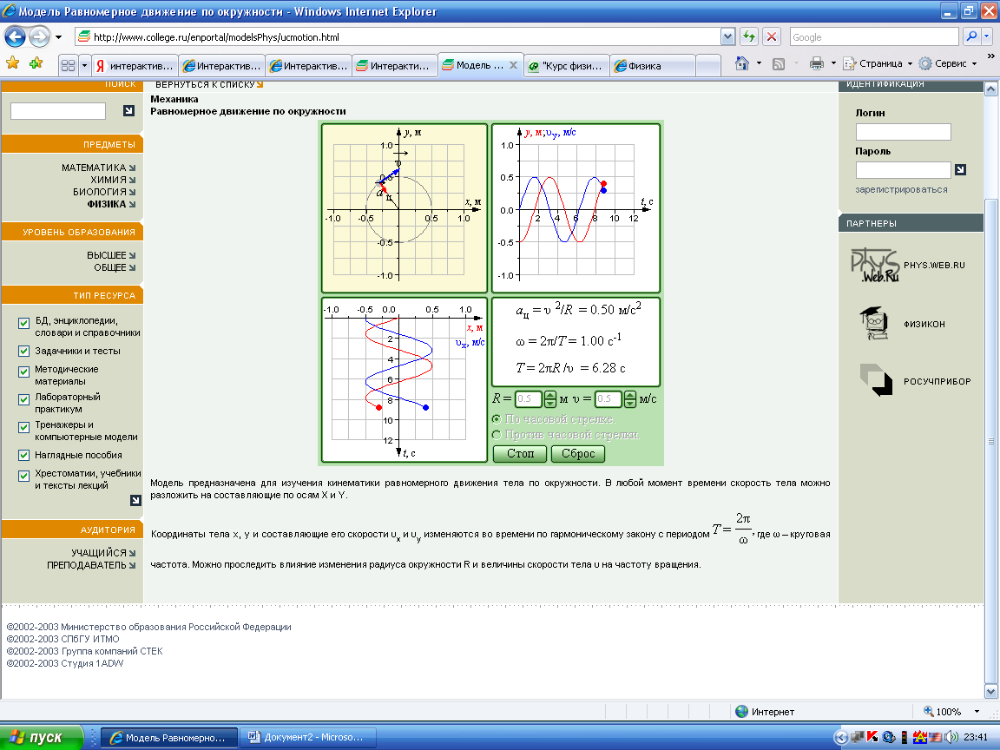 Модель Равномерное движение по окружности - Windows Internet Explorer
http://www.college.ru/enportal/modelsPhys/ucmotion.html
Google
интерактив...
Интерактив...
Интерактив...
Интеракти...
Модель ...
"Курс физи...
Физика
Страница
Сервис
»
ПОИСК
ПРЕДМЕТЫ
МАТЕМАТИКА
ХИМИЯ
БИОЛОГИЯ
ФИЗИКА
УРОВЕНЬ ОБРАЗОВАНИЯ
ВЫСШЕЕ
ОБЩЕЕ
ТИП РЕСУРСА
БД, энциклопедии,
словари и справочники
Задачники и тесты
Методические
материалы
Лабораторный
практикум
Тренажеры и
компьютерные модели
Наглядные пособия
Хрестоматии, учебники
и тексты лекций
АУДИТОРИЯ
УЧАЩИЙСЯ
ПРЕПОДАВАТЕЛЬ
ВЕРНУТЬСЯ К СПИСКУ
Механика
Равномерное движение по окружности
y, м
1.0
υ
0.5
aц
x, м
-1.0 -0.5 0.5 1.0
-0.5
-1.0
y, м; υy, м/с
1.0
0.5
t, с
0.0
2 4 6 8 10 12
-0.5
-1.0
-1.0 -0.5 0.0 0.5 1.0
x, м
υx, м/с
2
4
6
8
10
12
t, с
aц = υ²/R = 0.50 м/с²
ω = 2π/T = 1.00 с⁻¹
T = 2πR/υ = 6.28 с
R = 0.5 м υ = 0.5 м/с
По часовой стрелке.
Против часовой стрелки.
Стоп Сброс
Модель предназначена для изучения кинематики равномерного движения тела по окружности. В любой момент времени скорость тела можно
разложить на составляющие по осям X и Y.
Координаты тела x, y и составляющие его скорости υx и υy изменяются во времени по гармоническому закону с периодом T = 2π/ω, где ω – круговая
частота. Можно проследить влияние изменения радиуса окружности R и величины скорости тела υ на частоту вращения.
ИДЕНТИФИКАЦИЯ
Логин
Пароль
зарегистрироваться
ПАРТНЕРЫ
PHYS
.Web.Ru
PHYS.WEB.RU
ФИЗИКОН
РОСУЧПРИБОР
©2002-2003 Министерство образования Российской Федерации
©2002-2003 СПбГУ ИТМО
©2002-2003 Группа компаний СТЕК
©2002-2003 Студия 1ADW
Интернет
100%
пуск
Модель Равномерно...
Документ2 - Microso...
23:41